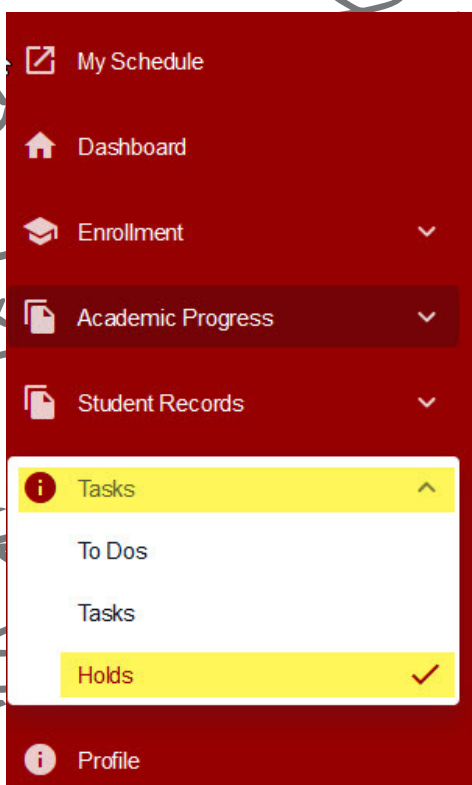 My Schedule
Dashboard
Enrollment
Academic Progress
Student Records
Tasks
To Dos
Tasks
Holds
Profile